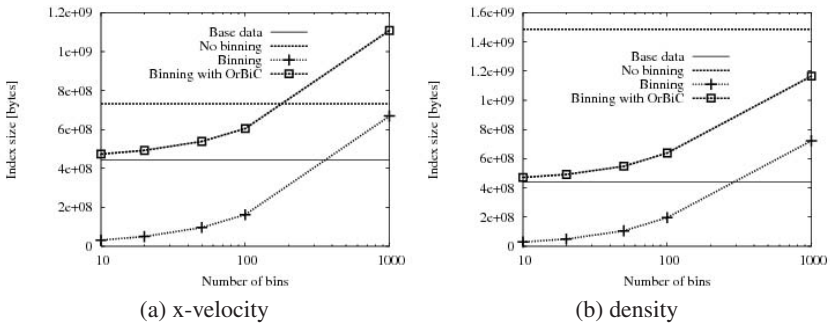 1.2e+09
1e+09
8e+08
6e+08
4e+08
2e+08
0
Index size [bytes]
Base data
No binning
Binning
Binning with OrBiC
10
100
1000
Number of bins
(a) x-velocity
1.6e+09
1.4e+09
1.2e+09
1e+09
8e+08
6e+08
4e+08
2e+08
0
Index size [bytes]
Base data
No binning
Binning
Binning with OrBiC
10
100
1000
Number of bins
(b) density